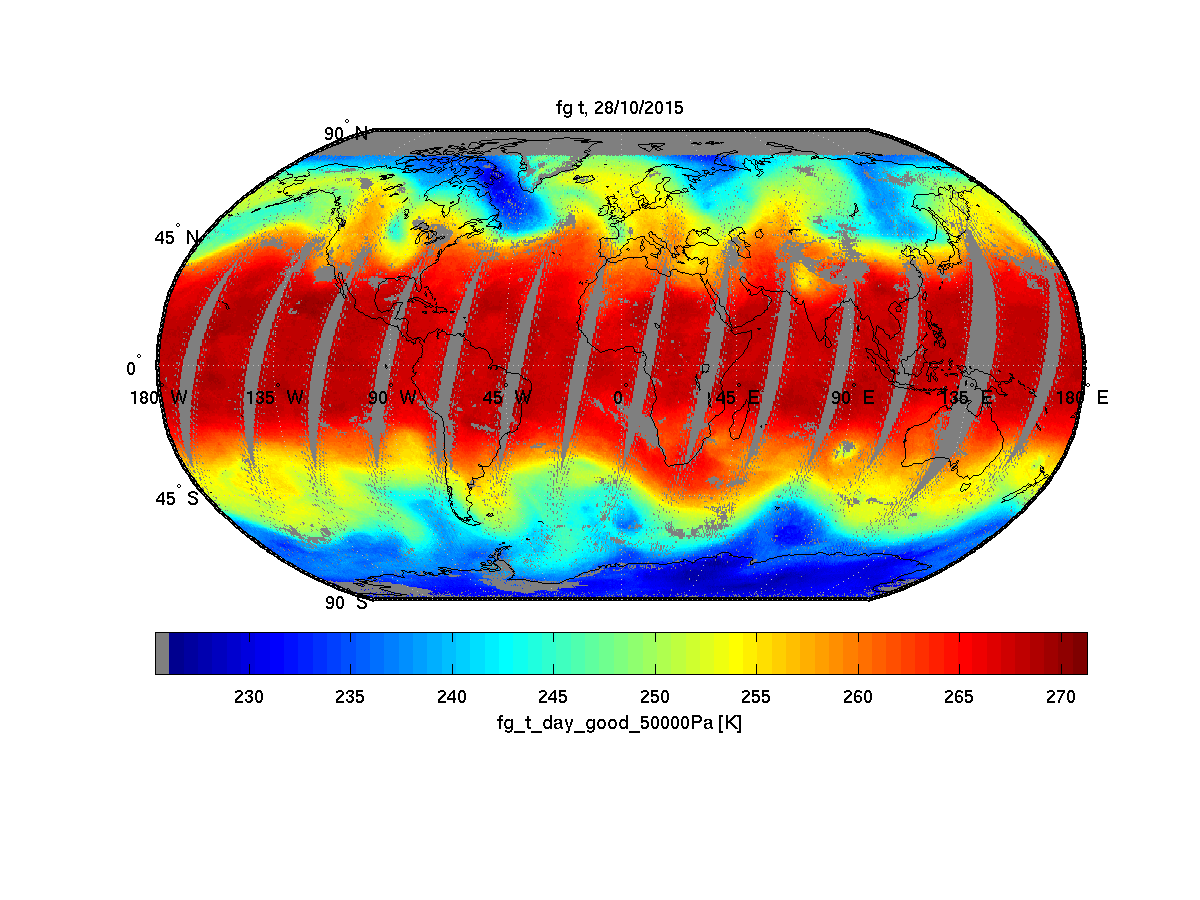 fg t, 28/10/2015
90° N
45° N
0°
180° W 135° W 90° W 45° W 0° 45° E 90° E 135° E 180° E
45° S
90° S
230 235 240 245 250 255 260 265 270
fg_t_day_good_50000Pa [K]